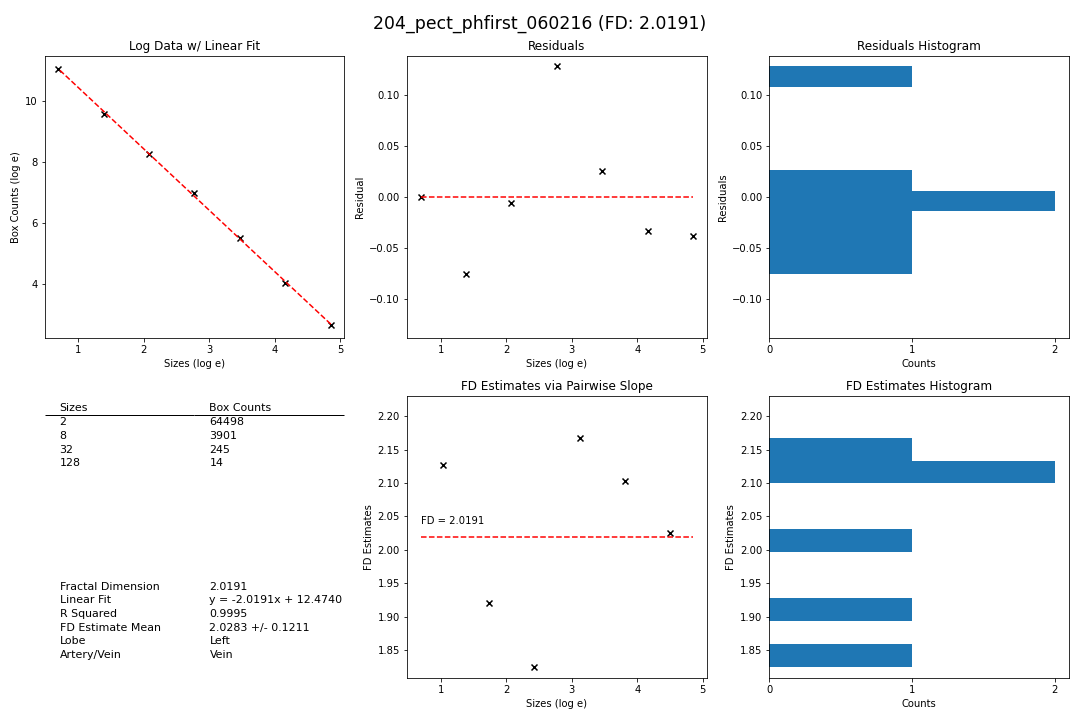 204_pect_phfirst_060216 (FD: 2.0191)
Log Data w/ Linear Fit
Box Counts (log e)
10
8
6
4
1 2 3 4 5
Sizes (log e)
Residuals
Residual
0.10
0.05
0.00
−0.05
−0.10
1 2 3 4 5
Sizes (log e)
Residuals Histogram
Residuals
0.10
0.05
0.00
−0.05
−0.10
0 1 2
Counts
Sizes Box Counts
2 64498
8 3901
32 245
128 14
Fractal Dimension 2.0191
Linear Fit y = -2.0191x + 12.4740
R Squared 0.9995
FD Estimate Mean 2.0283 +/- 0.1211
Lobe Left
Artery/Vein Vein
FD Estimates via Pairwise Slope
FD Estimates
2.20
2.15
2.10
2.05
2.00
1.95
1.90
1.85
FD = 2.0191
1 2 3 4 5
Sizes (log e)
FD Estimates Histogram
FD Estimates
2.20
2.15
2.10
2.05
2.00
1.95
1.90
1.85
0 1 2
Counts